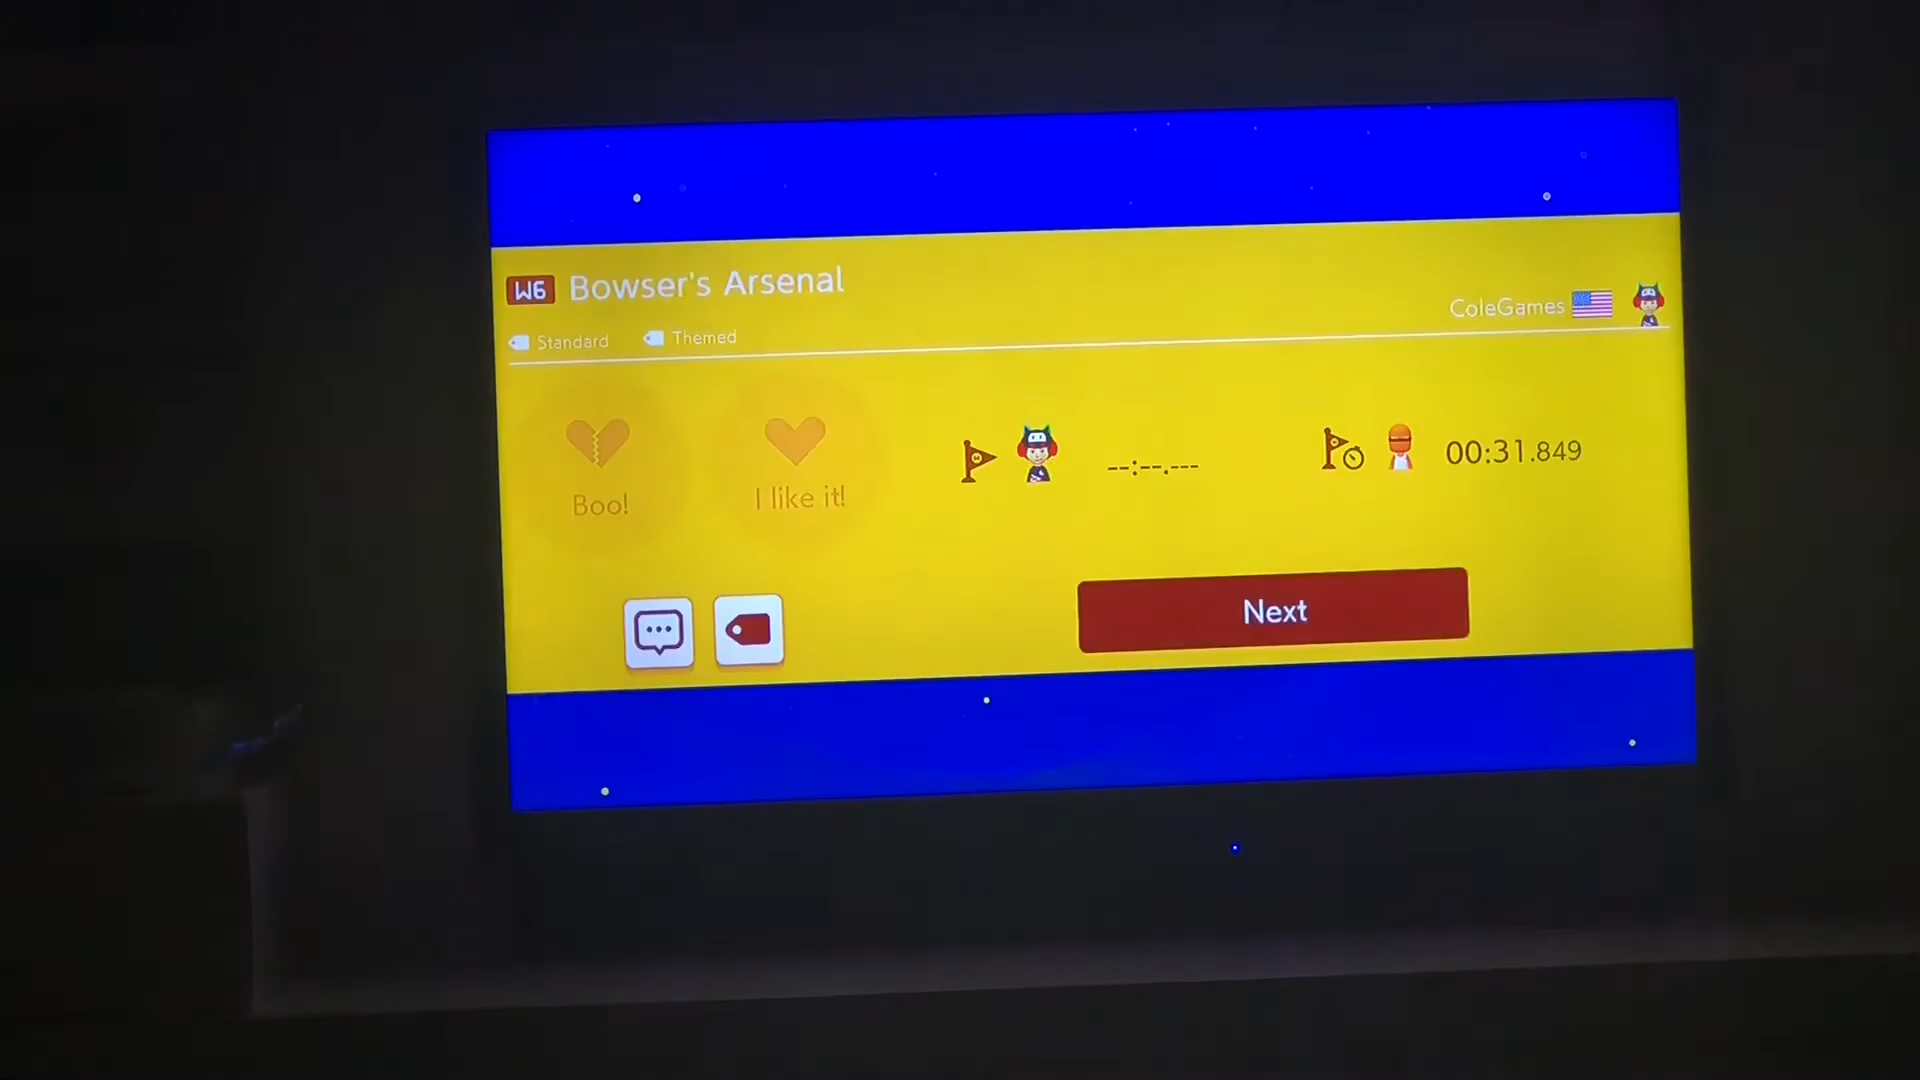 W6 Bowser's Arsenal
ColeGames
Standard Themed
Boo!
I like it!
--:--.---
00:31.849
Next